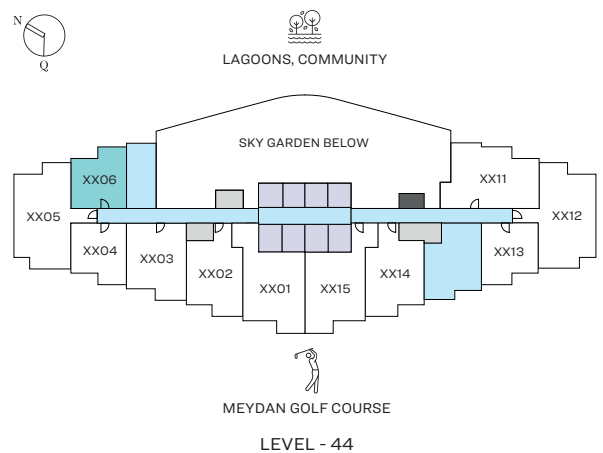 N
Q
LAGOONS, COMMUNITY
SKY GARDEN BELOW
XX06
XX11
XX05
XX12
XX04
XX03
XX02
XX01
XX15
XX14
XX13
MEYDAN GOLF COURSE
LEVEL - 44